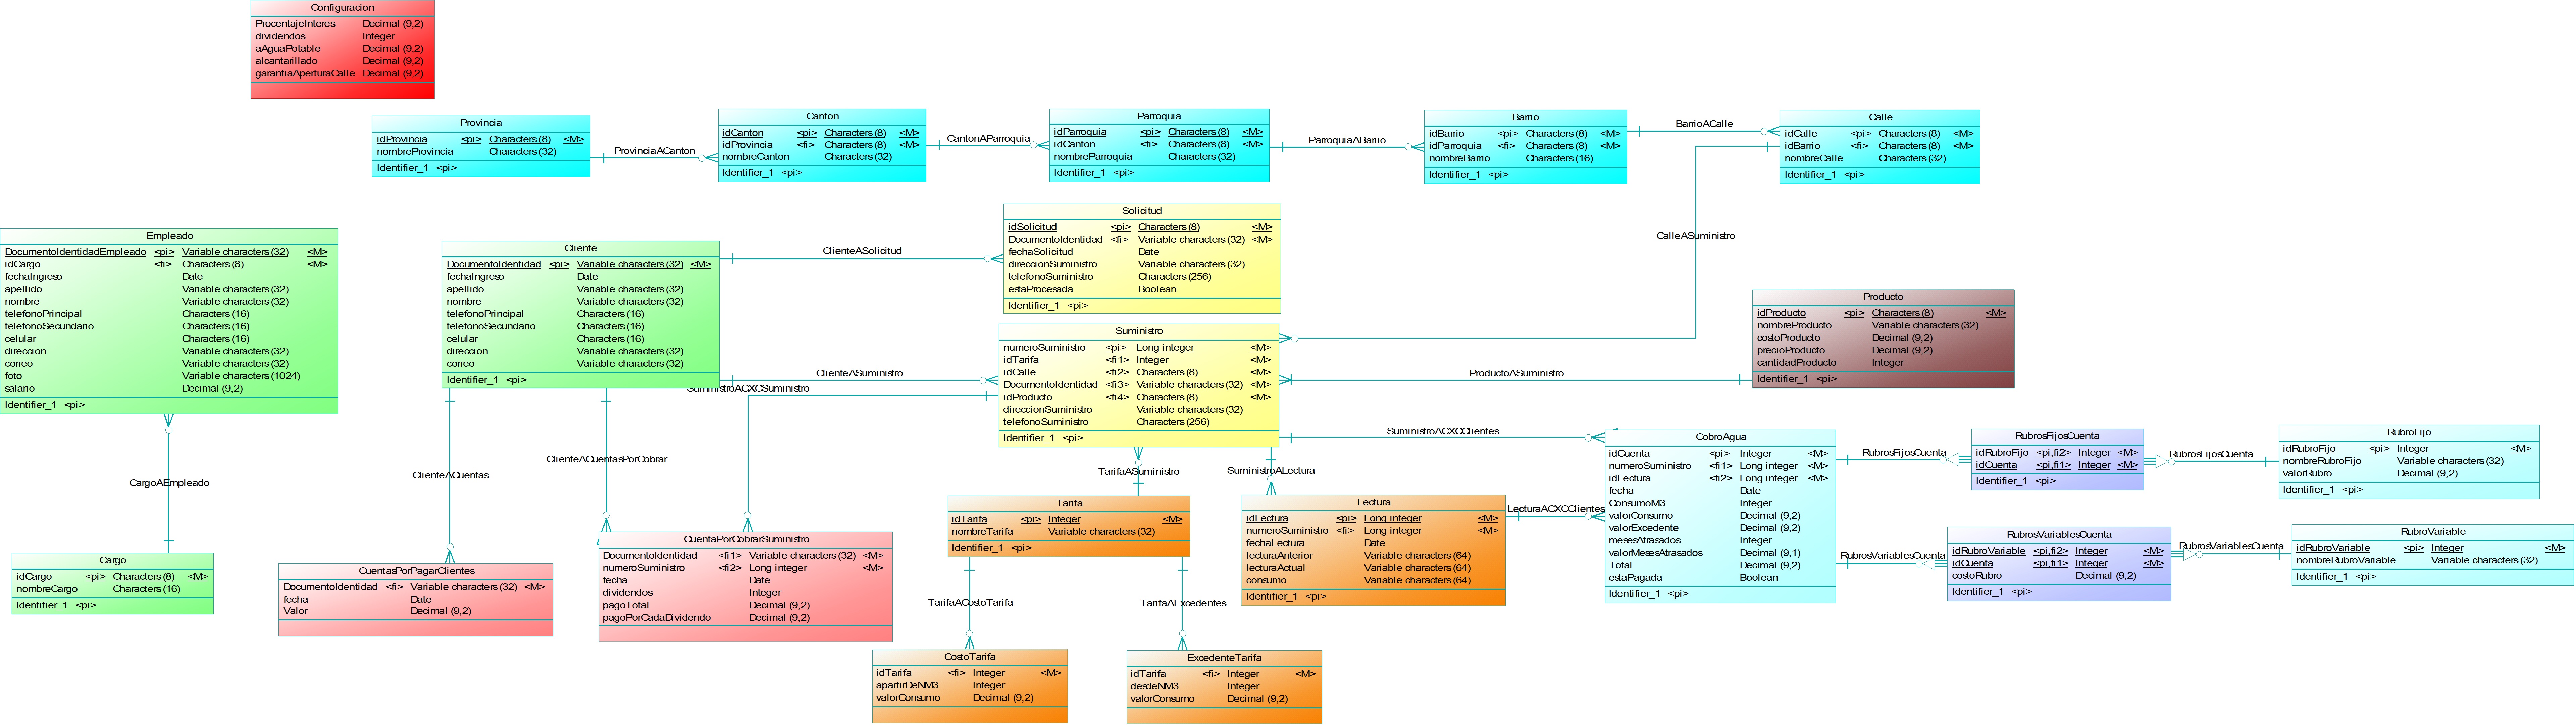 Configuracion
ProcentajeInteres Decimal (9,2)
dividendos Integer
aAguaPotable Decimal (9,2)
alcantarillado Decimal (9,2)
garantiaAperturaCalle Decimal (9,2)
Provincia
idProvincia <pi> Characters (8) <M>
nombreProvincia Characters (32)
Identifier_1 <pi>
ProvinciaACanton
Canton
idCanton <pi> Characters (8) <M>
idProvincia <fi> Characters (8) <M>
nombreCanton Characters (32)
Identifier_1 <pi>
CantonAParroquia
Parroquia
idParroquia <pi> Characters (8) <M>
idCanton <fi> Characters (8) <M>
nombreParroquia Characters (32)
Identifier_1 <pi>
ParroquiaABariio
Barrio
idBarrio <pi> Characters (8) <M>
idParroquia <fi> Characters (8) <M>
nombreBarrio Characters (16)
Identifier_1 <pi>
BarrioACalle
Calle
idCalle <pi> Characters (8) <M>
idBarrio <fi> Characters (8) <M>
nombreCalle Characters (32)
Identifier_1 <pi>
CalleASuministro
Empleado
DocumentoIdentidadEmpleado <pi> Variable characters (32) <M>
idCargo <fi> Characters (8) <M>
fechaIngreso Date
apellido Variable characters (32)
nombre Variable characters (32)
telefonoPrincipal Characters (16)
telefonoSecundario Characters (16)
celular Characters (16)
direccion Variable characters (32)
correo Variable characters (32)
foto Variable characters (1024)
salario Decimal (9,2)
Identifier_1 <pi>
CargoAEmpleado
Cargo
idCargo <pi> Characters (8) <M>
nombreCargo Characters (16)
Identifier_1 <pi>
Cliente
DocumentoIdentidad <pi> Variable characters (32) <M>
fechaIngreso Date
apellido Variable characters (32)
nombre Variable characters (32)
telefonoPrincipal Characters (16)
telefonoSecundario Characters (16)
celular Characters (16)
direccion Variable characters (32)
correo Variable characters (32)
Identifier_1 <pi>
ClienteASolicitud
ClienteASuministro
SuministroACXCSuministro
ClienteACuentas
ClienteACuentasPorCobrar
Solicitud
idSolicitud <pi> Characters (8) <M>
DocumentoIdentidad <fi> Variable characters (32) <M>
fechaSolicitud Date
direccionSuministro Variable characters (32)
telefonoSuministro Characters (256)
estaProcesada Boolean
Identifier_1 <pi>
Suministro
numeroSuministro <pi> Long integer <M>
idTarifa <fi1> Integer <M>
idCalle <fi2> Characters (8) <M>
DocumentoIdentidad <fi3> Variable characters (32) <M>
idProducto <fi4> Characters (8) <M>
direccionSuministro Variable characters (32)
telefonoSuministro Characters (256)
Identifier_1 <pi>
ProductoASuministro
Producto
idProducto <pi> Characters (8) <M>
nombreProducto Variable characters (32)
costoProducto Decimal (9,2)
precioProducto Decimal (9,2)
cantidadProducto Integer
Identifier_1 <pi>
SuministroACXCClientes
TarifaASuministro
SuministroALectura
CuentasPorPagarClientes
DocumentoIdentidad <fi> Variable characters (32) <M>
fecha Date
Valor Decimal (9,2)
CuentaPorCobrarSuministro
DocumentoIdentidad <fi1> Variable characters (32) <M>
numeroSuministro <fi2> Long integer <M>
fecha Date
dividendos Integer
pagoTotal Decimal (9,2)
pagoPorCadaDividendo Decimal (9,2)
Tarifa
idTarifa <pi> Integer <M>
nombreTarifa Variable characters (32)
Identifier_1 <pi>
TarifaACostoTarifa
TarifaAExcedentes
CostoTarifa
idTarifa <fi> Integer <M>
apartirDeNM3 Integer
valorConsumo Decimal (9,2)
ExcedenteTarifa
idTarifa <fi> Integer <M>
desdeNM3 Integer
valorConsumo Decimal (9,2)
Lectura
idLectura <pi> Long integer <M>
numeroSuministro <fi> Long integer <M>
fechaLectura Date
lecturaAnterior Variable characters (64)
lecturaActual Variable characters (64)
consumo Variable characters (64)
Identifier_1 <pi>
LecturaACXCClientes
CobroAgua
idCuenta <pi> Integer <M>
numeroSuministro <fi1> Long integer <M>
idLectura <fi2> Long integer <M>
fecha Date
ConsumoM3 Integer
valorConsumo Decimal (9,2)
valorExcedente Decimal (9,2)
mesesAtrasados Integer
valorMesesAtrasados Decimal (9,1)
Total Decimal (9,2)
estaPagada Boolean
Identifier_1 <pi>
RubrosFijosCuenta
RubrosFijosCuenta
idRubroFijo <pi,fi2> Integer <M>
idCuenta <pi,fi1> Integer <M>
Identifier_1 <pi>
RubrosFijosCuenta
RubroFijo
idRubroFijo <pi> Integer <M>
nombreRubroFijo Variable characters (32)
valorRubro Decimal (9,2)
Identifier_1 <pi>
RubrosVariablesCuenta
RubrosVariablesCuenta
idRubroVariable <pi,fi2> Integer <M>
idCuenta <pi,fi1> Integer <M>
costoRubro Decimal (9,2)
Identifier_1 <pi>
RubrosVariablesCuenta
RubroVariable
idRubroVariable <pi> Integer <M>
nombreRubroVariable Variable characters (32)
Identifier_1 <pi>